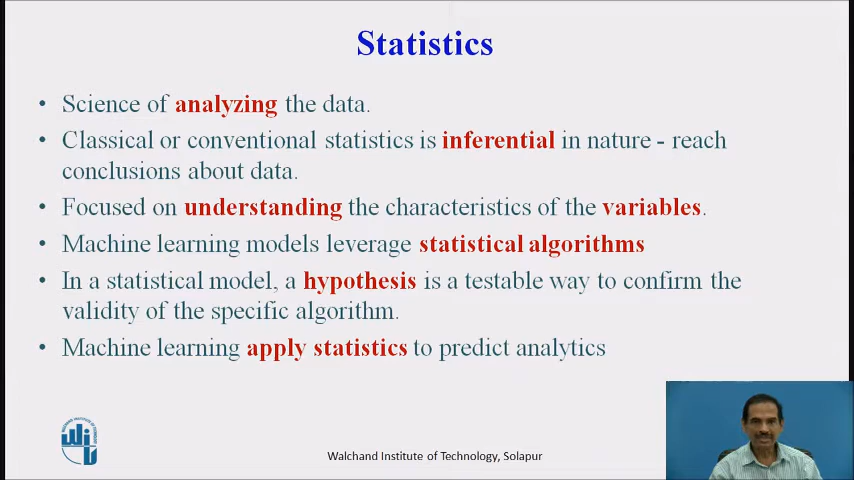 Statistics
• Science of analyzing the data.
• Classical or conventional statistics is inferential in nature - reach
conclusions about data.
• Focused on understanding the characteristics of the variables.
• Machine learning models leverage statistical algorithms
• In a statistical model, a hypothesis is a testable way to confirm the
validity of the specific algorithm.
• Machine learning apply statistics to predict analytics
Walchand Institute of Technology, Solapur